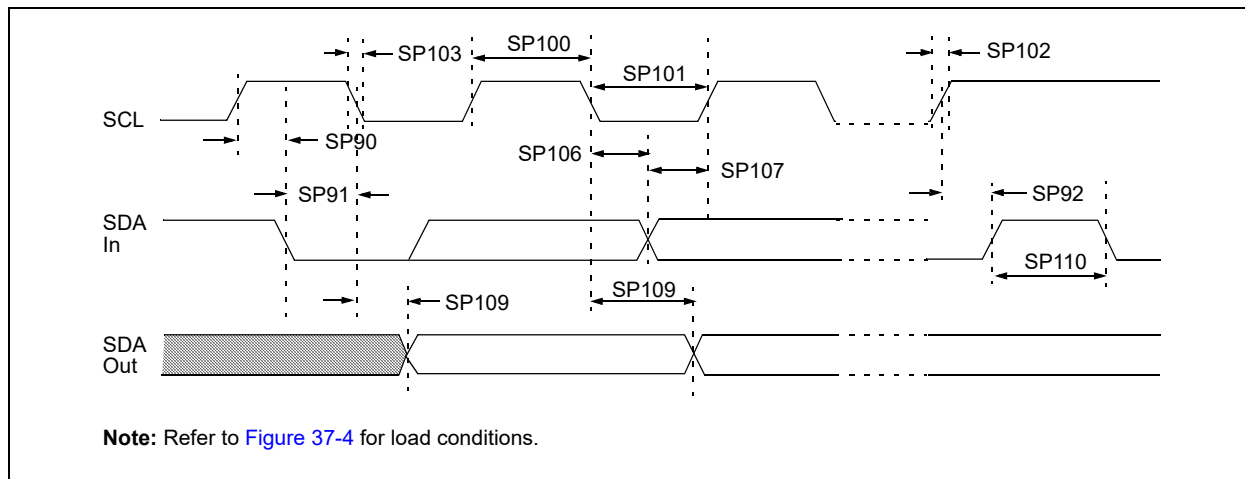 SP103
SP100
SP101
SP102
SCL
SP90
SP106
SP107
SP91
SP92
SDA
In
SP110
SP109
SP109
SDA
Out
Note: Refer to Figure 37-4 for load conditions.